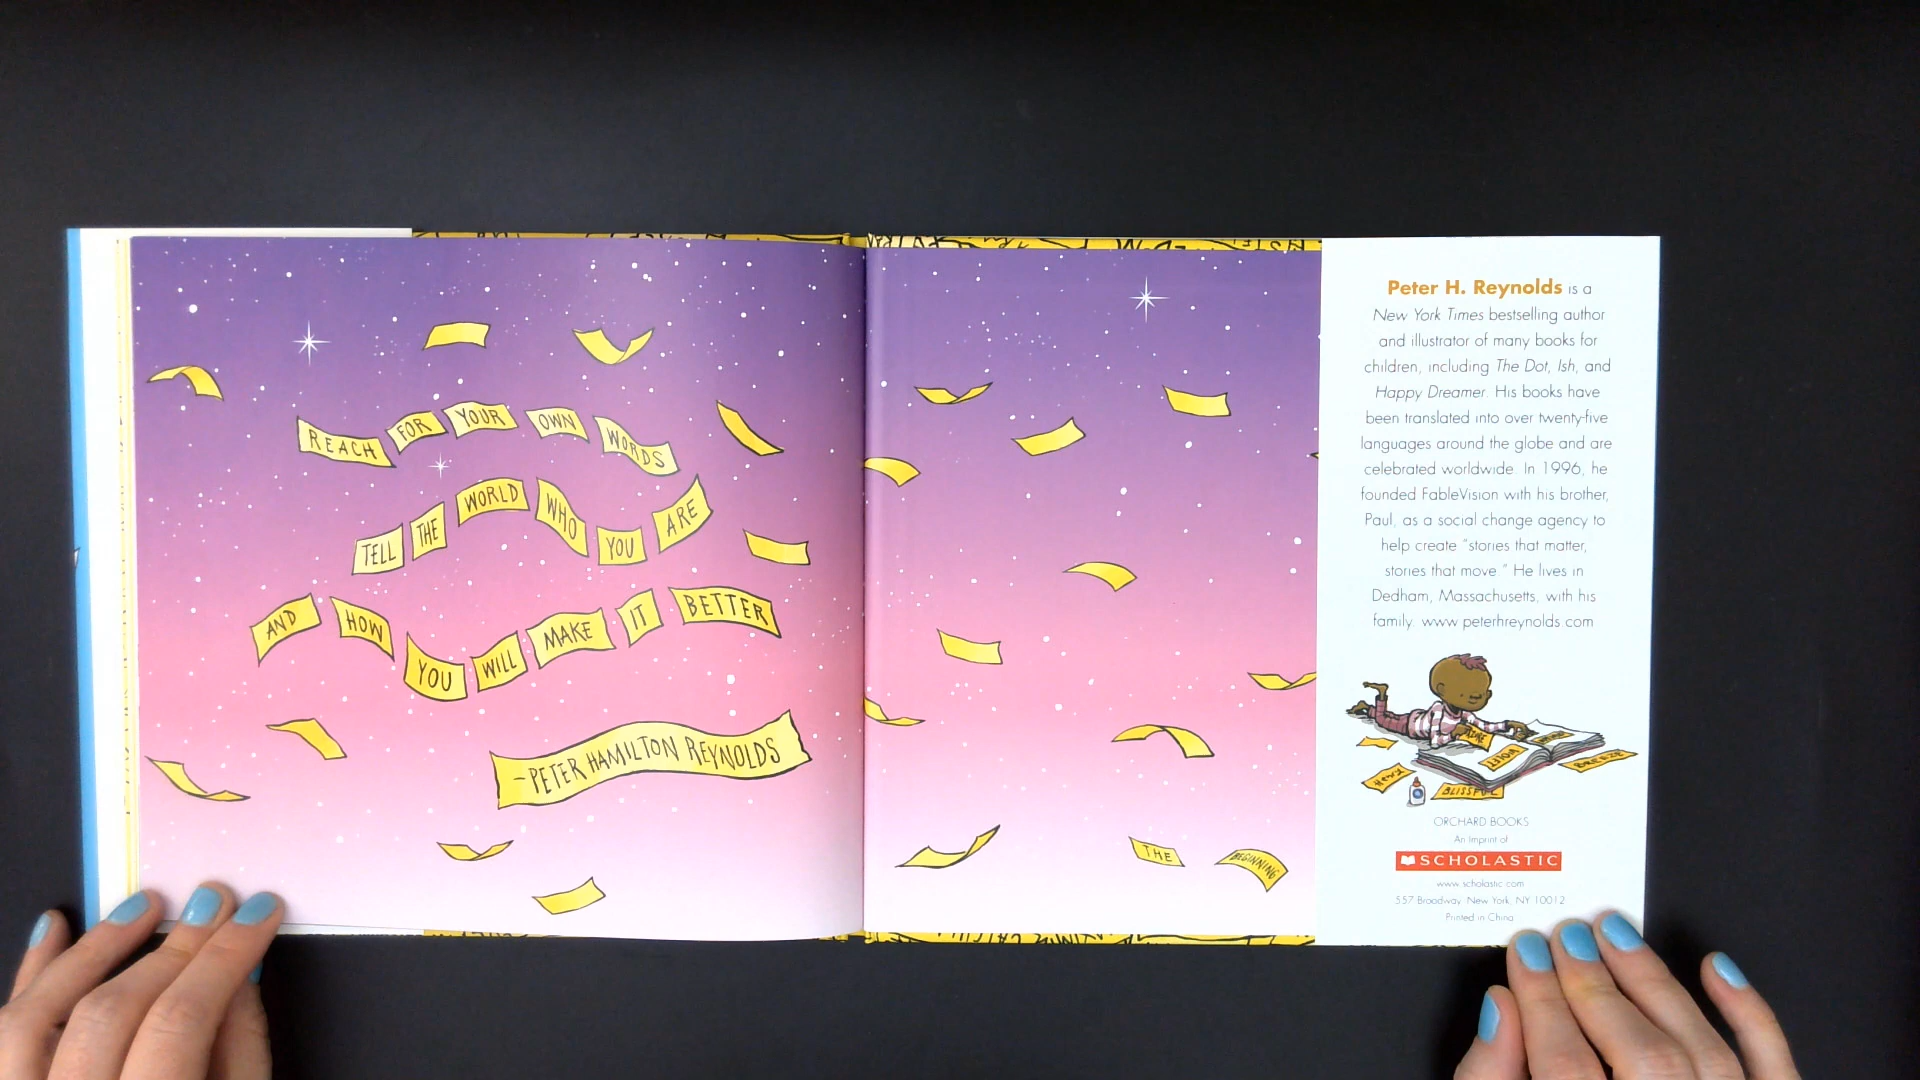 REACH FOR YOUR OWN WORDS
TELL THE WORLD WHO YOU ARE
AND HOW YOU WILL MAKE IT BETTER
-PETER HAMILTON REYNOLDS
THE BEGINNING
Peter H. Reynolds is a
New York Times bestselling author
and illustrator of many books for
children, including The Dot, Ish, and
Happy Dreamer. His books have
been translated into over twenty-five
languages around the globe and are
celebrated worldwide. In 1996, he
founded FableVision with his brother,
Paul, as a social change agency to
help create "stories that matter,
stories that move." He lives in
Dedham, Massachusetts, with his
family. www.peterhreynolds.com
VIOLET
BREEZE
BLISSFUL
ORCHARD BOOKS
An Imprint of
SCHOLASTIC
www.scholastic.com
557 Broadway, New York, NY 10012
Printed in China